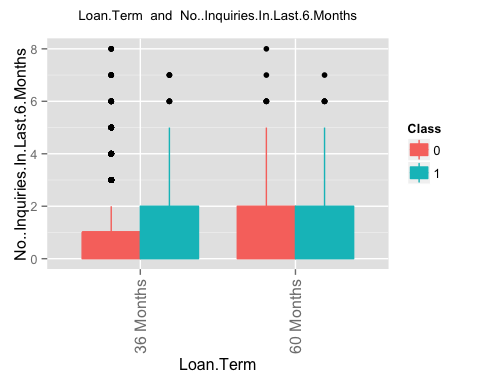 Loan.Term and No..Inquiries.In.Last.6.Months
No..Inquiries.In.Last.6.Months
8
6
4
2
0
36 Months
60 Months
Loan.Term
Class
0
1